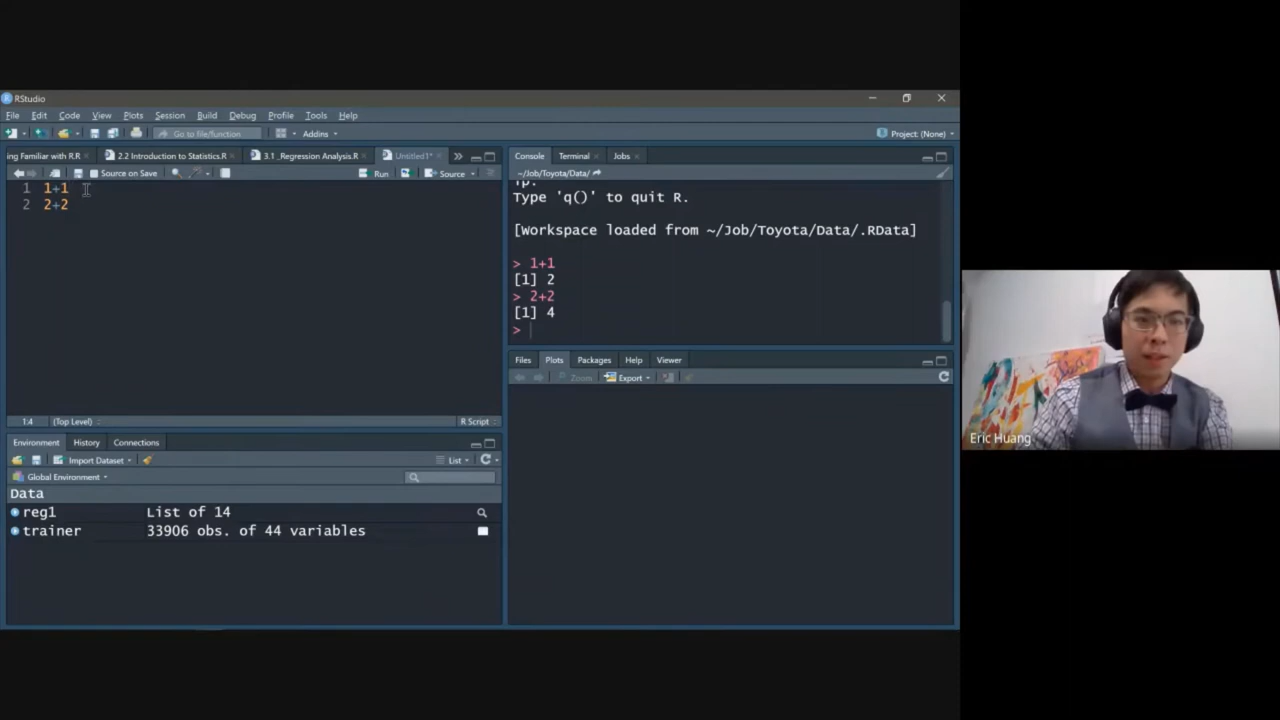 RStudio
File Edit Code View Plots Session Build Debug Profile Tools Help
Go to file/function Addins Project: (None)
ing Familiar with R.R 2.2 Introduction to Statistics.R 3.1 _Regression Analysis.R Untitled1*
Source on Save Run Source
1 1+1
2 2+2
1:4 (Top Level) R Script
Console Terminal Jobs
~/Job/Toyota/Data/
Type 'q()' to quit R.
[Workspace loaded from ~/Job/Toyota/Data/.RData]
> 1+1
[1] 2
> 2+2
[1] 4
>
Environment History Connections
Import Dataset List
Global Environment
Data
reg1 List of 14
trainer 33906 obs. of 44 variables
Files Plots Packages Help Viewer
Zoom Export
Eric Huang